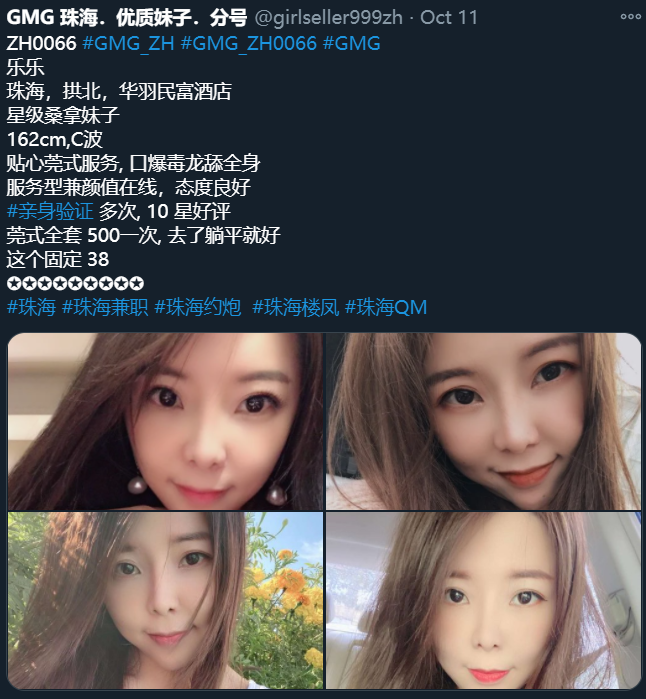 GMG 珠海．优质妹子．分号 @girlseller999zh · Oct 11
ZH0066 #GMG_ZH #GMG_ZH0066 #GMG
乐乐
珠海，拱北，华羽民富酒店
星级桑拿妹子
162cm,C波
贴心莞式服务, 口爆毒龙舔全身
服务型兼颜值在线，态度良好
#亲身验证 多次, 10 星好评
莞式全套 500一次, 去了躺平就好
这个固定 38
✪✪✪✪✪✪✪✪✪
#珠海 #珠海兼职 #珠海约炮 #珠海楼凤 #珠海QM